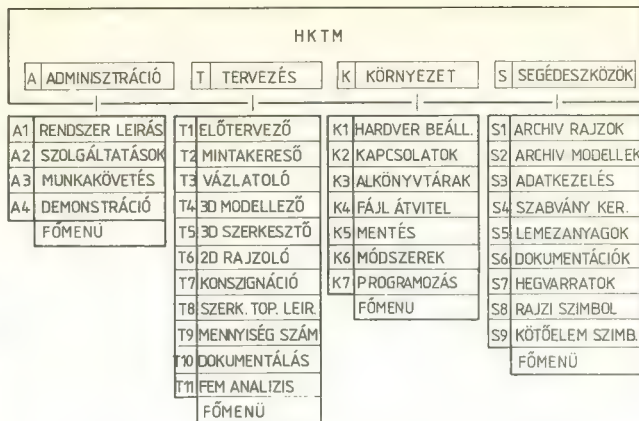 HKTM
A ADMINISZTRÁCIÓ
T TERVEZÉS
K KÖRNYEZET
S SEGÉDESZKÖZÖK
A1 RENDSZER LEIRÁS
A2 SZOLGÁLTATÁSOK
A3 MUNKAKÖVETÉS
A4 DEMONSTRÁCIÓ
FŐMENÜ
T1 ELŐTERVEZŐ
T2 MINTAKERESŐ
T3 VÁZLATOLÓ
T4 3D MODELLEZŐ
T5 3D SZERKESZTŐ
T6 2D RAJZOLÓ
T7 KONSZIGNÁCIÓ
T8 SZERK. TOP. LEIR.
T9 MENNYISÉG SZÁM
T10 DOKUMENTÁLÁS
T11 FEM ANALIZIS
FŐMENÜ
K1 HARDVER BEÁLL.
K2 KAPCSOLATOK
K3 ALKÖNYVTÁRAK
K4 FÁJL ÁTVITEL
K5 MENTÉS
K6 MÓDSZEREK
K7 PROGRAMOZÁS
FŐMENU
S1 ARCHIV RAJZOK
S2 ARCHIV MODELLEK
S3 ADATKEZELÉS
S4 SZABVÁNY KER.
S5 LEMEZANYAGOK
S6 DOKUMENTÁCIÓK
S7 HEGVARRATOK
S8 RAJZI SZIMBOL
S9 KÖTŐELEM SZIMB.
FŐMENÜ